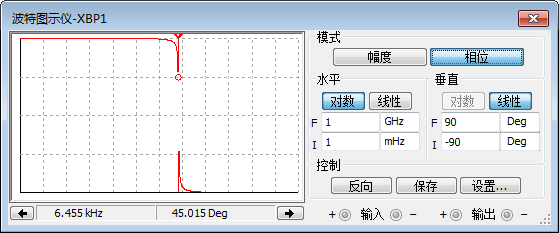 波特图示仪-XBP1
模式
幅度 相位
水平 垂直
对数 线性 对数 线性
F 1 GHz F 90 Deg
I 1 mHz I -90 Deg
控制
反向 保存 设置...
6.455 kHz 45.015 Deg
+ 输入 - + 输出 -